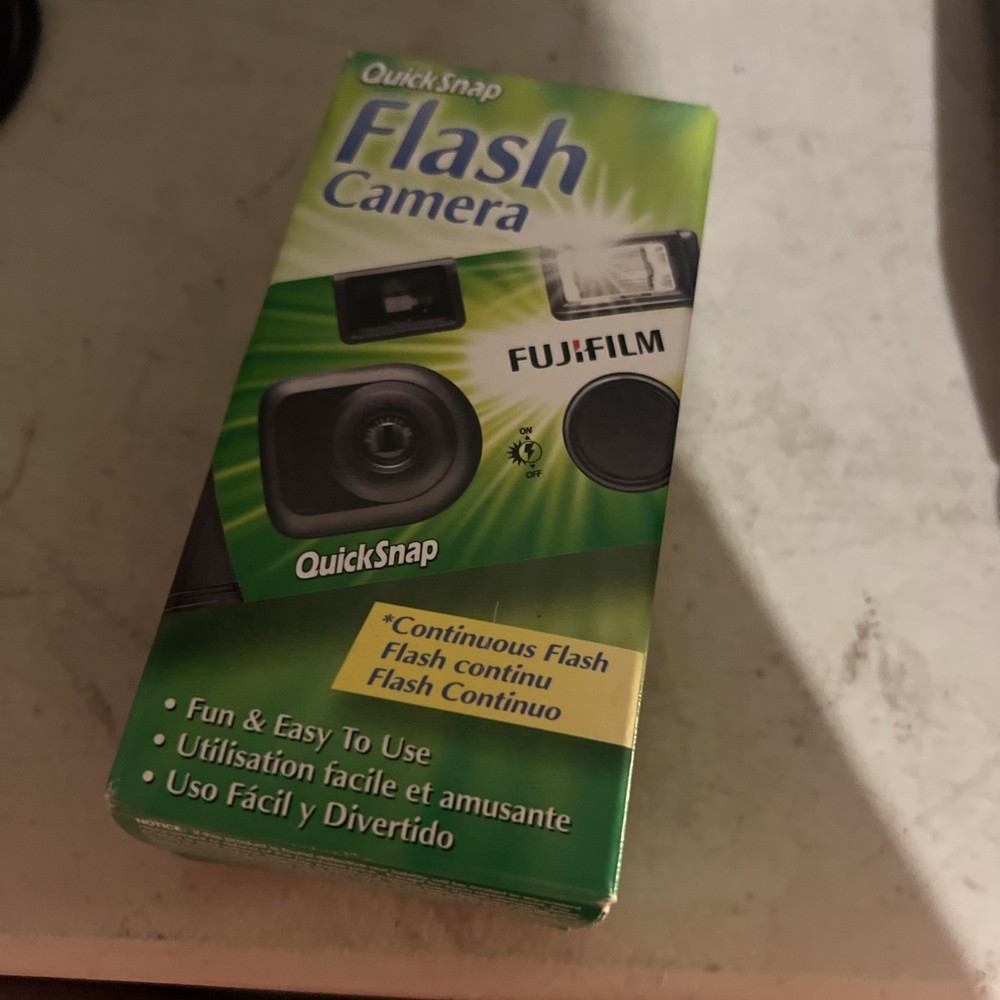 QuickSnap
Flash
Camera
FUJIFILM
ON
OFF
QuickSnap
*Continuous Flash
Flash continu
Flash Continuo
• Fun & Easy To Use
• Utilisation facile et amusante
• Uso Fácil y Divertido
NOTICE: